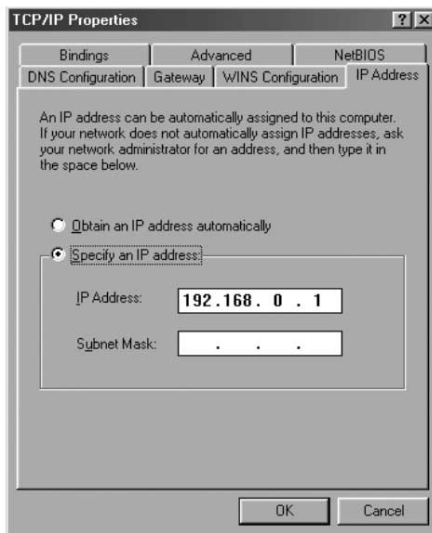 TCP/IP Properties ? ×
Bindings Advanced NetBIOS
DNS Configuration Gateway WINS Configuration IP Address
An IP address can be automatically assigned to this computer.
If your network does not automatically assign IP addresses, ask
your network administrator for an address, and then type it in
the space below.
Obtain an IP address automatically
Specify an IP address:
IP Address: 192.168. 0 . 1
Subnet Mask: . . .
OK Cancel